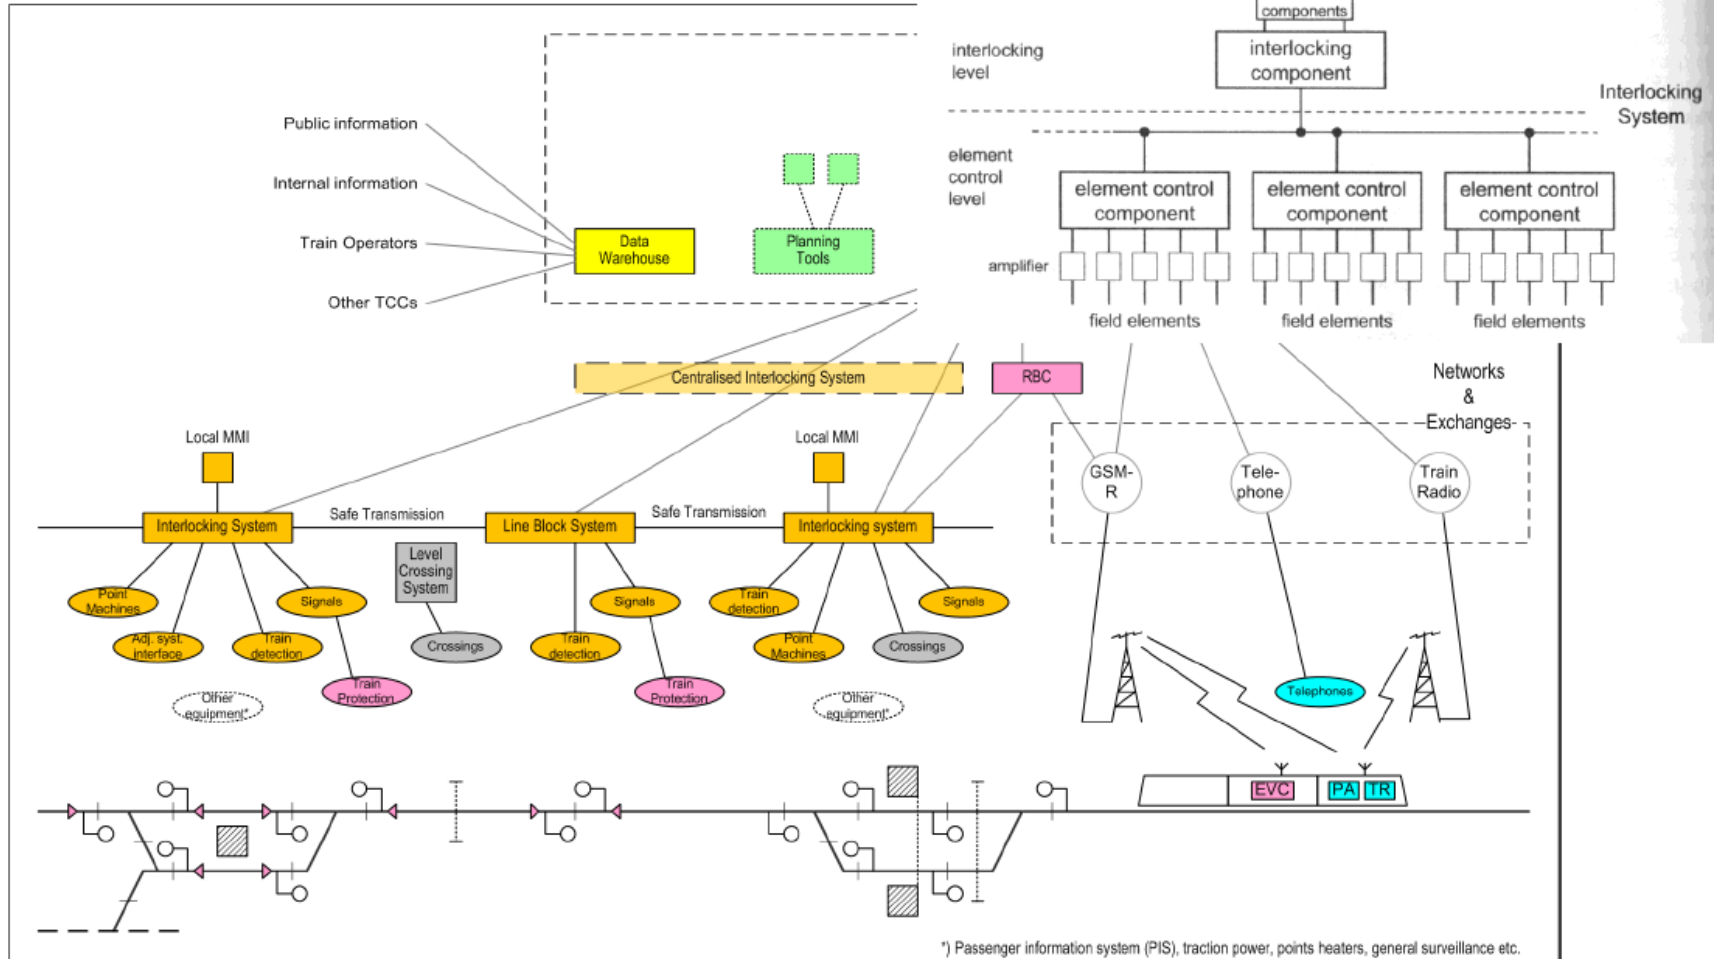 components
interlocking
level
interlocking
component
Interlocking
System
element
control
level
element control
component
element control
component
element control
component
amplifier
field elements
field elements
field elements
Public information
Internal information
Train Operators
Other TCCs
Data
Warehouse
Planning
Tools
Centralised Interlocking System
RBC
Networks
&
Exchanges
Local MMI
Local MMI
GSM-
R
Tele-
phone
Train
Radio
Interlocking System
Safe Transmission
Line Block System
Safe Transmission
Interlocking system
Level
Crossing
System
Point
Machines
Signals
Adj. syst.
interface
Train
detection
Crossings
Train
Protection
Other
equipment*
Signals
Train
detection
Train
Protection
Train
detection
Signals
Point
Machines
Crossings
Other
equipment*
Telephones
EVC
PA
TR
*) Passenger information system (PIS), traction power, points heaters, general surveillance etc.